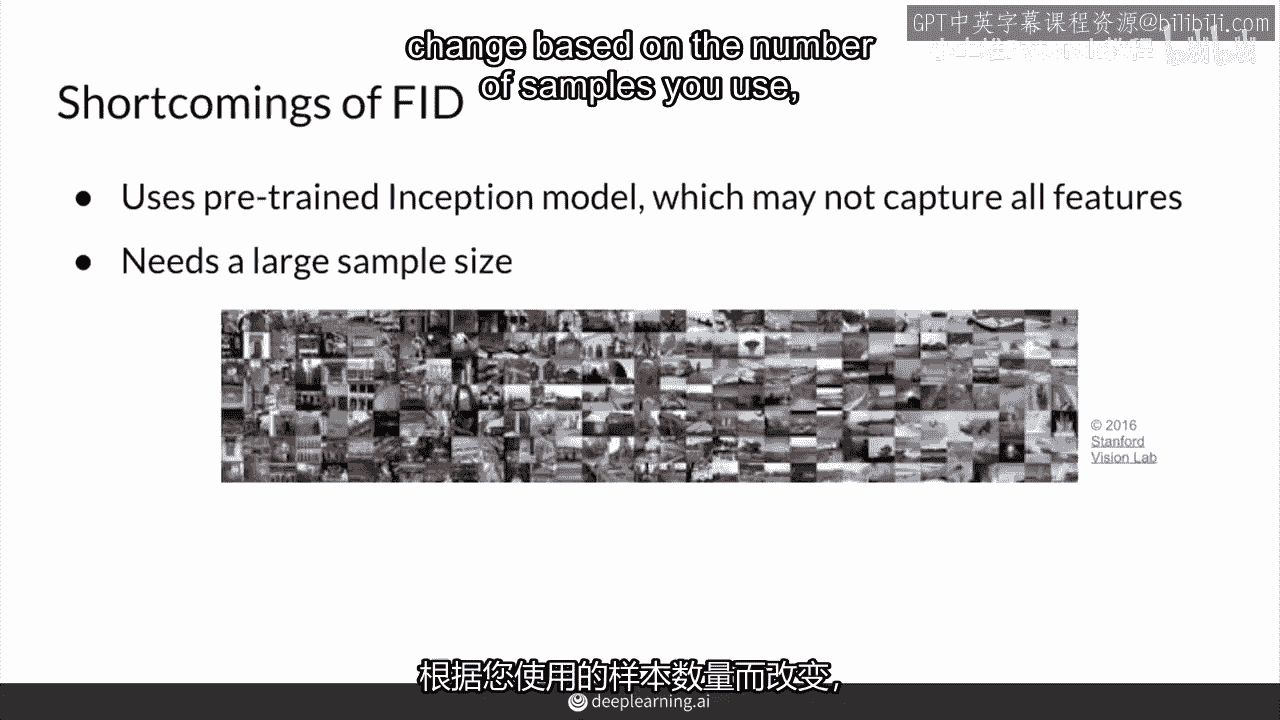 GPT中英字幕课程资源@bilibili.com
change based on the number
of samples you use,
Shortcomings of FID
● Uses pre-trained Inception model, which may not capture all features
● Needs a large sample size
© 2016
Stanford
Vision Lab
根据您使用的样本数量而改变，
deeplearning.ai